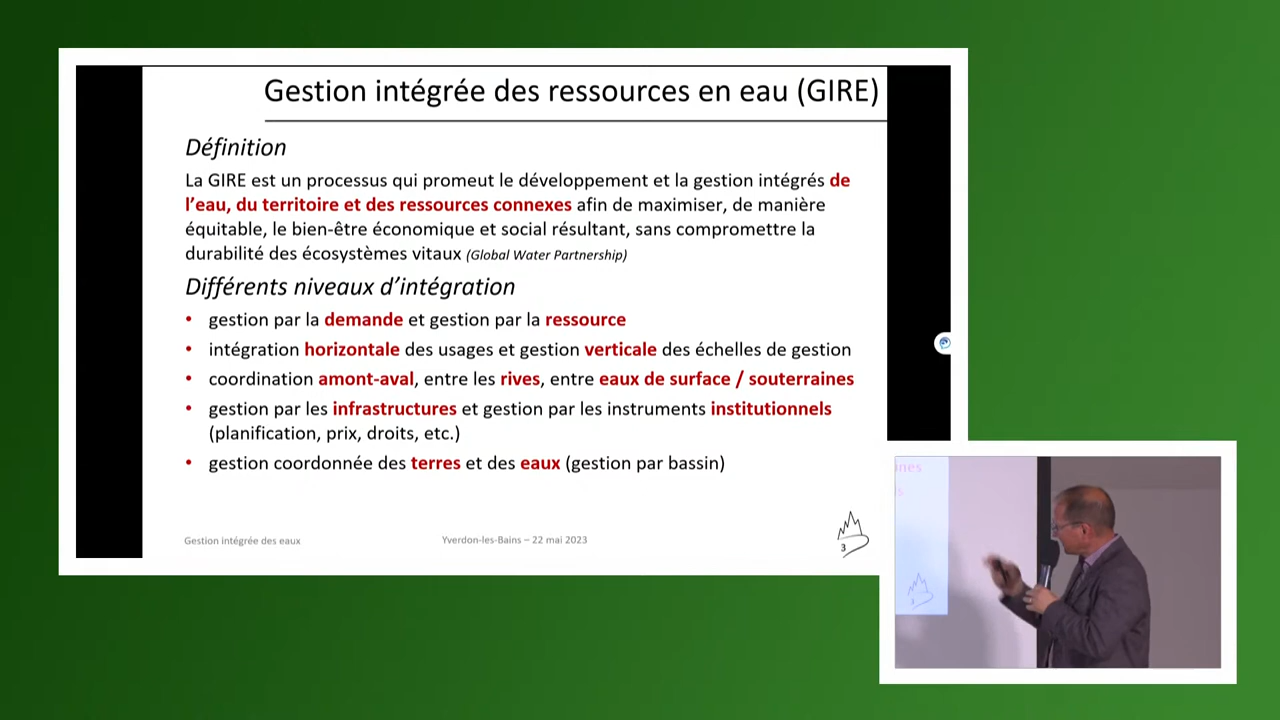 Gestion intégrée des ressources en eau (GIRE)
Définition
La GIRE est un processus qui promeut le développement et la gestion intégrés de
l'eau, du territoire et des ressources connexes afin de maximiser, de manière
équitable, le bien-être économique et social résultant, sans compromettre la
durabilité des écosystèmes vitaux (Global Water Partnership)
Différents niveaux d'intégration
• gestion par la demande et gestion par la ressource
• intégration horizontale des usages et gestion verticale des échelles de gestion
• coordination amont-aval, entre les rives, entre eaux de surface / souterraines
• gestion par les infrastructures et gestion par les instruments institutionnels
(planification, prix, droits, etc.)
• gestion coordonnée des terres et des eaux (gestion par bassin)
Gestion intégrée des eaux
Yverdon-les-Bains – 22 mai 2023
3